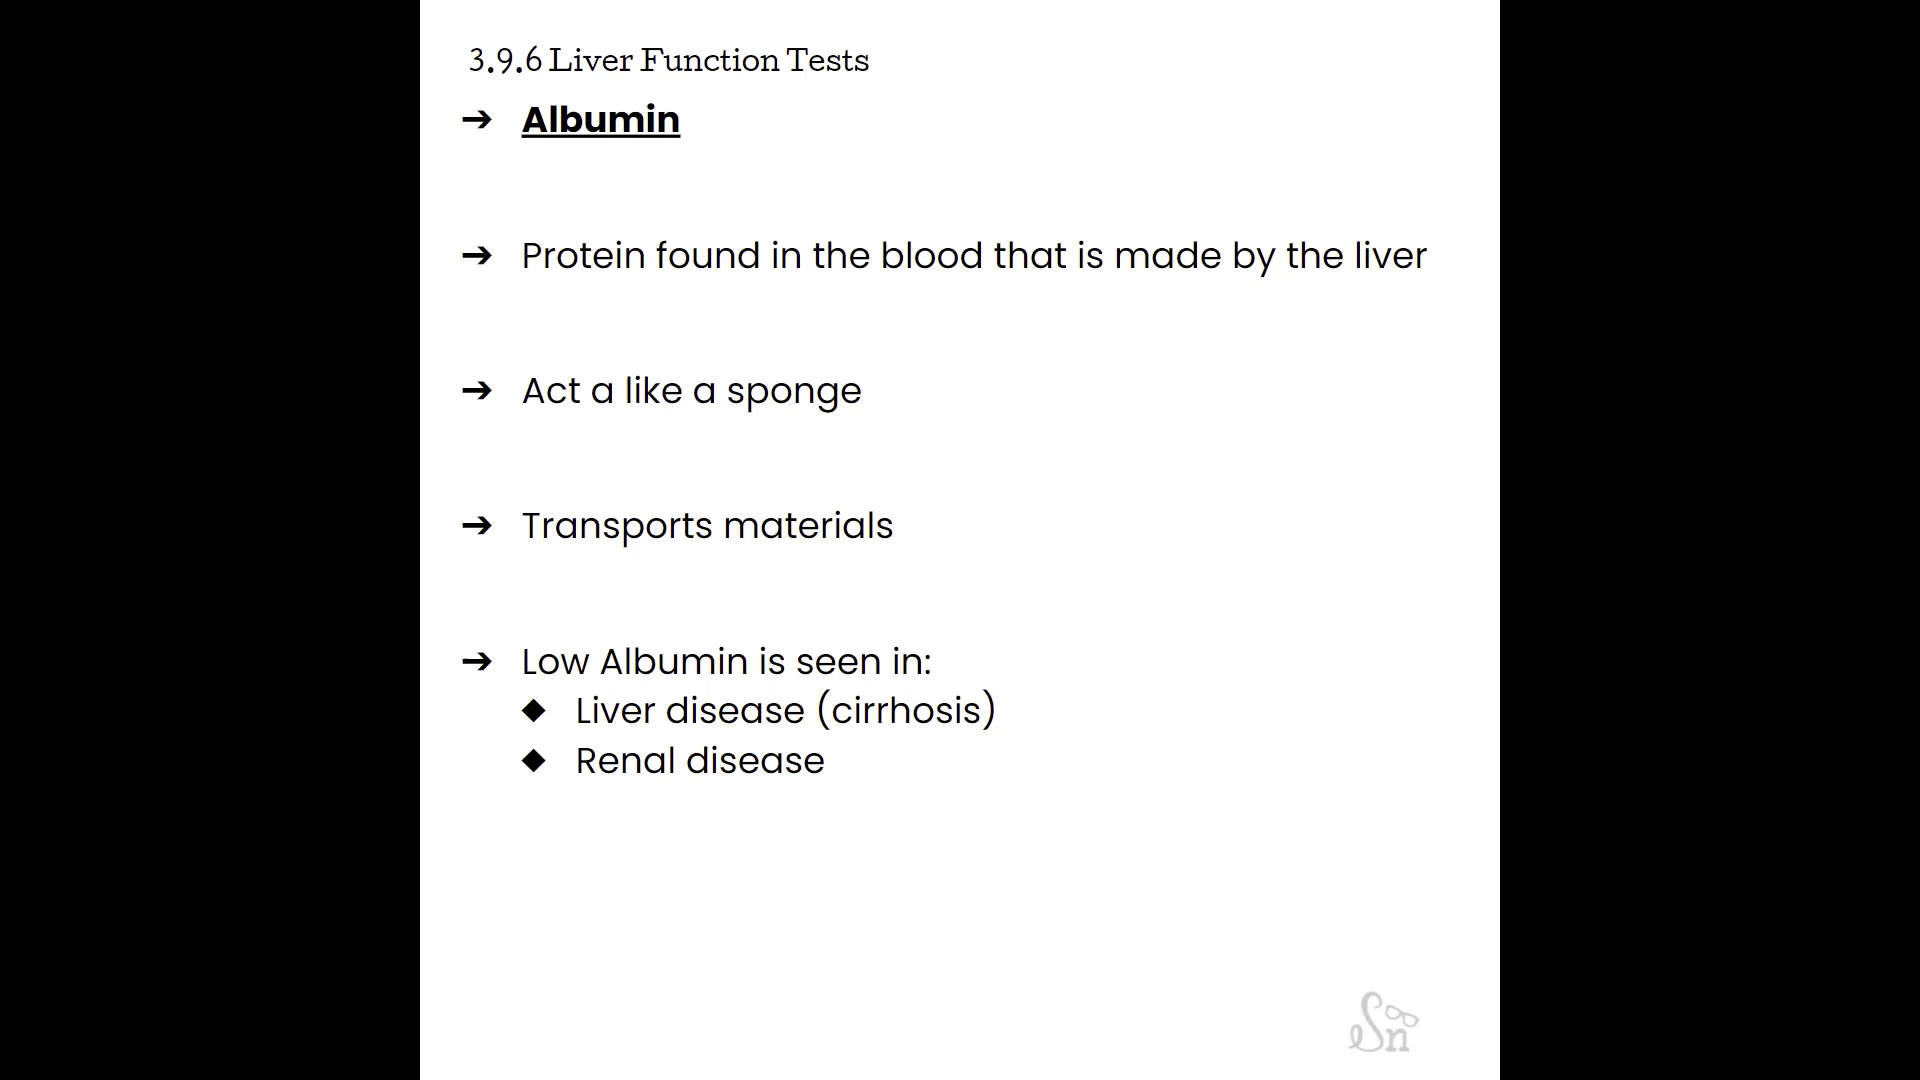 3.9.6 Liver Function Tests
➔ Albumin
➔ Protein found in the blood that is made by the liver
➔ Act a like a sponge
➔ Transports materials
➔ Low Albumin is seen in:
◆ Liver disease (cirrhosis)
◆ Renal disease
Sn